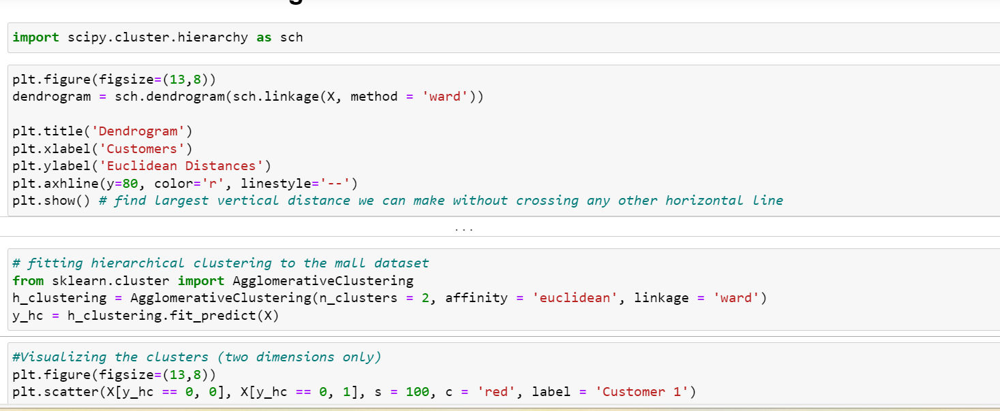 import scipy.cluster.hierarchy as sch
plt.figure(figsize=(13,8))
dendrogram = sch.dendrogram(sch.linkage(X, method = 'ward'))
plt.title('Dendrogram')
plt.xlabel('Customers')
plt.ylabel('Euclidean Distances')
plt.axhline(y=80, color='r', linestyle='--')
plt.show() # find largest vertical distance we can make without crossing any other horizontal line
...
# fitting hierarchical clustering to the mall dataset
from sklearn.cluster import AgglomerativeClustering
h_clustering = AgglomerativeClustering(n_clusters = 2, affinity = 'euclidean', linkage = 'ward')
y_hc = h_clustering.fit_predict(X)
#Visualizing the clusters (two dimensions only)
plt.figure(figsize=(13,8))
plt.scatter(X[y_hc == 0, 0], X[y_hc == 0, 1], s = 100, c = 'red', label = 'Customer 1')